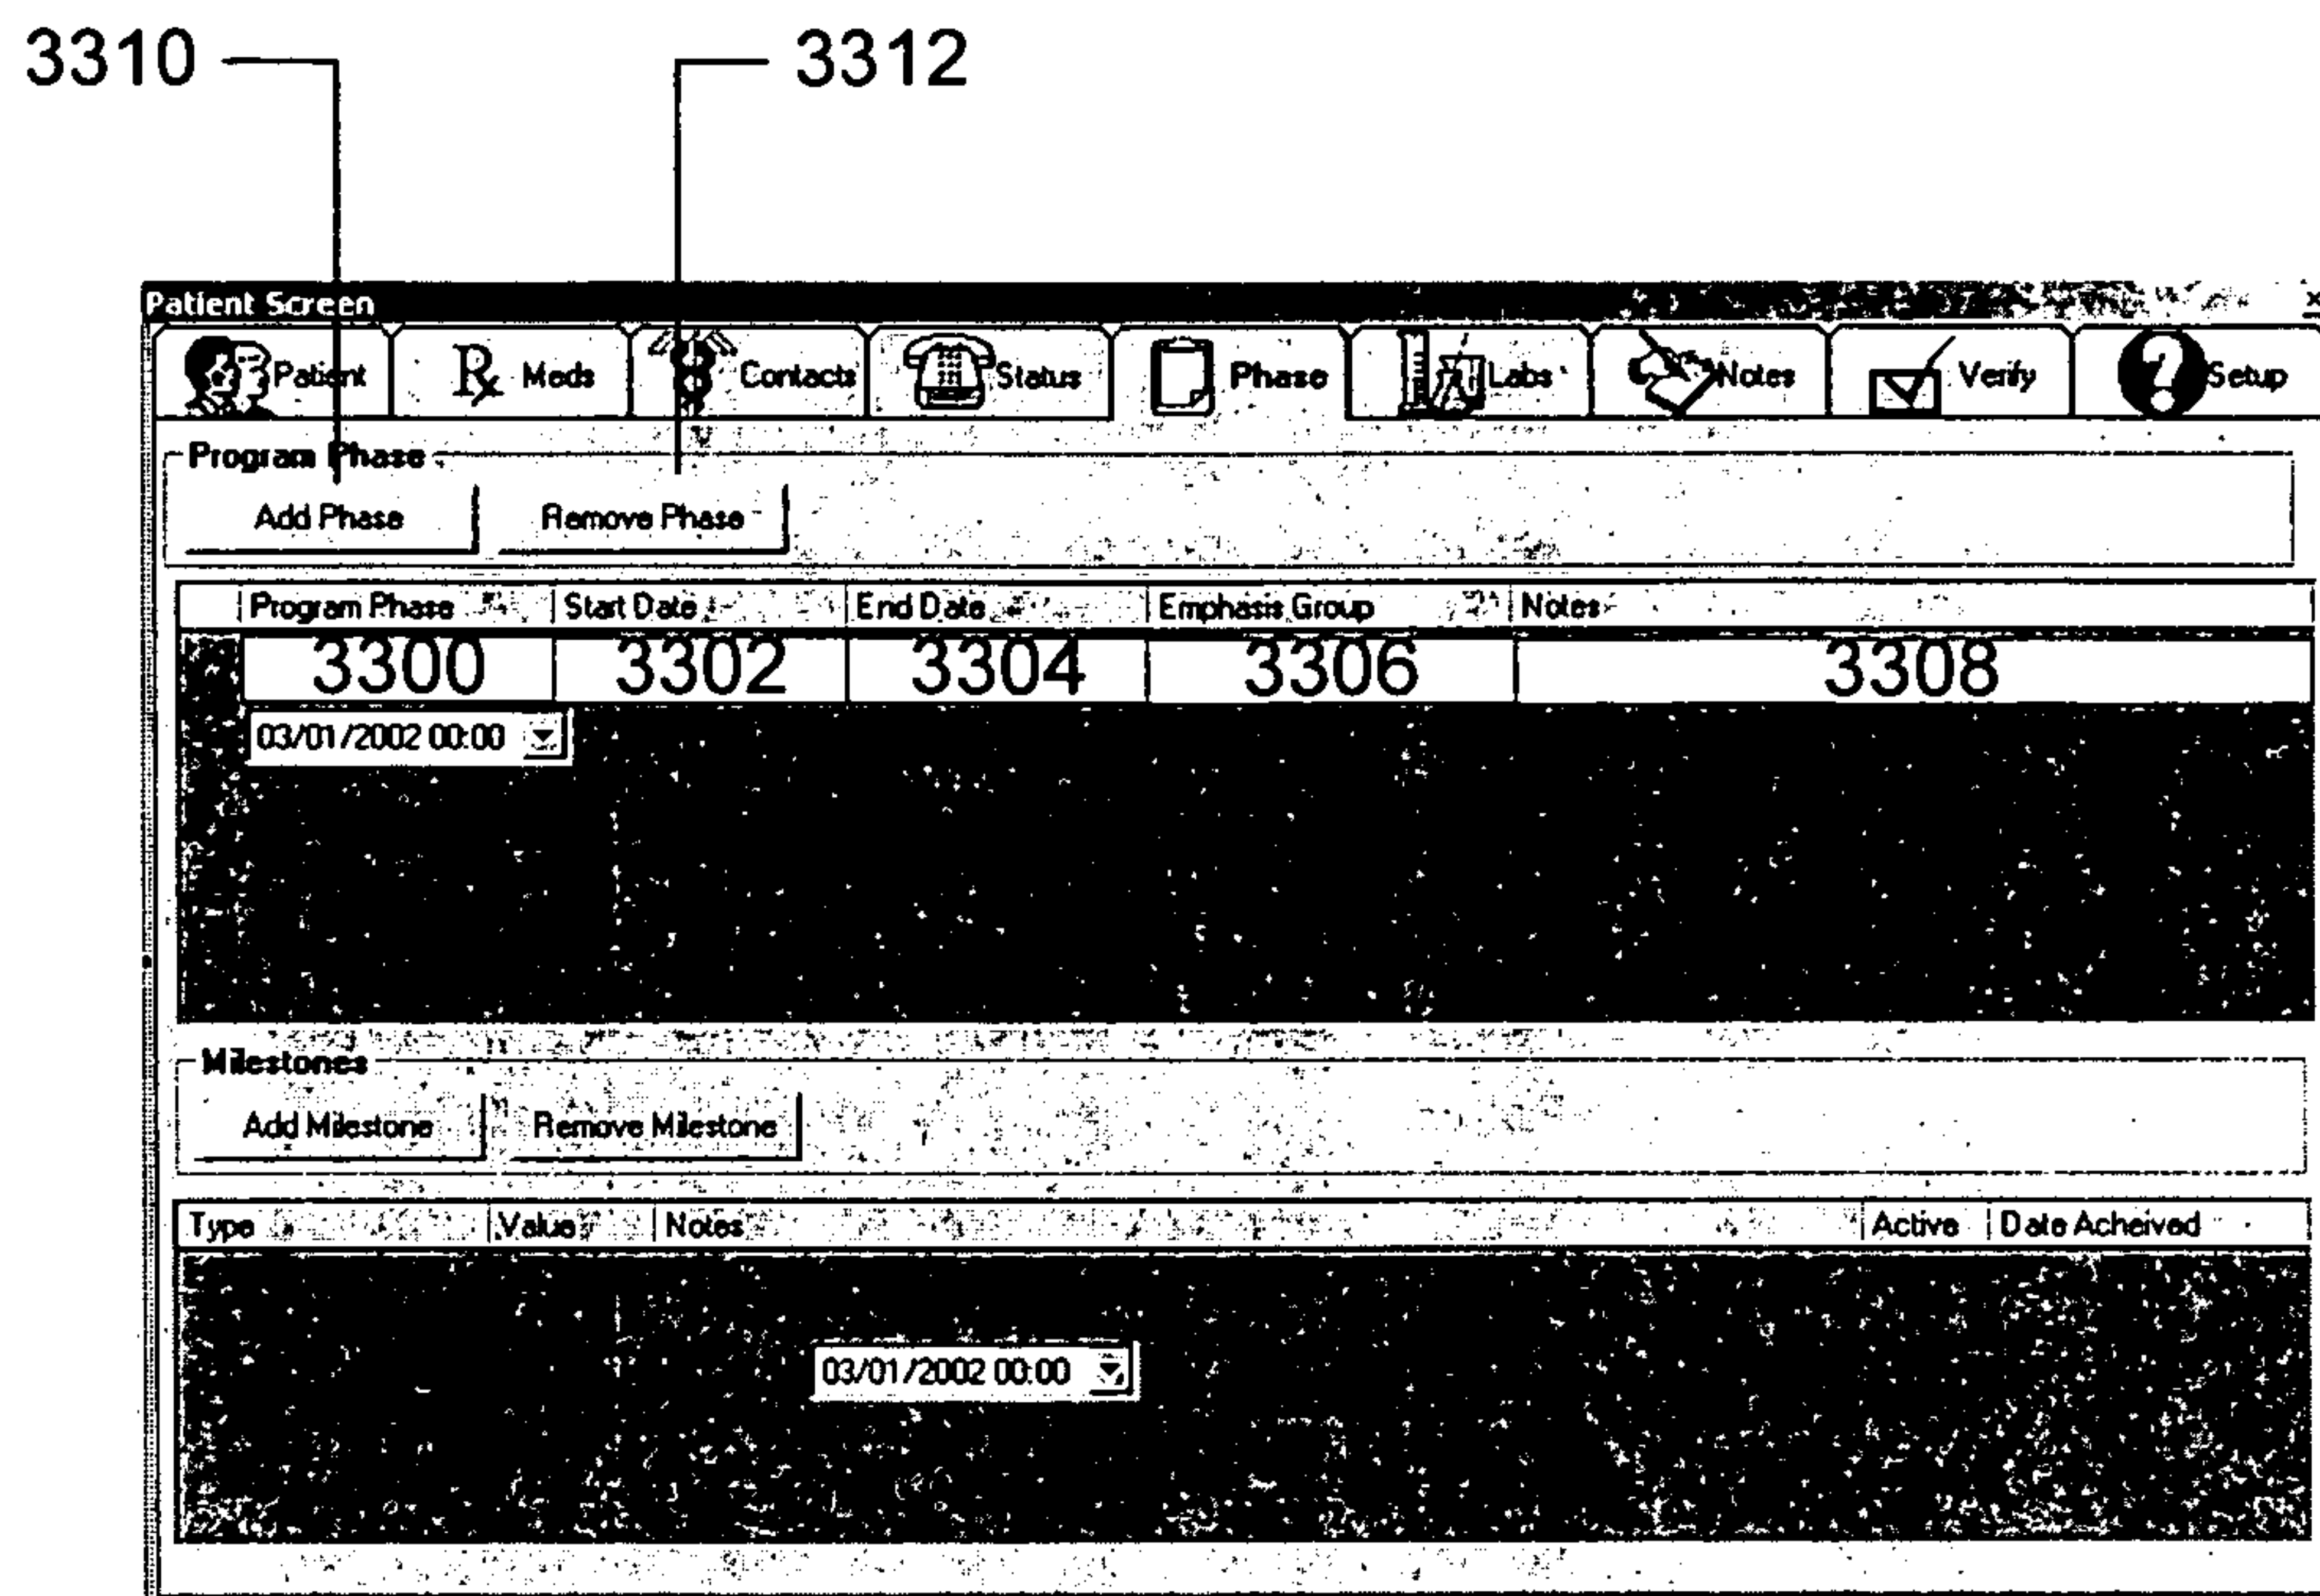 3310 3312
Patient Screen
Patient Meds Contacts Status Phase Labs Notes Verify Setup
Program Phase
Add Phase Remove Phase
Program Phase Start Date End Date Emphasis Group Notes
3300 3302 3304 3306 3308
03/01/2002 00:00
Milestones
Add Milestone Remove Milestone
Type Value Notes Active Date Acheived
03/01/2002 00:00